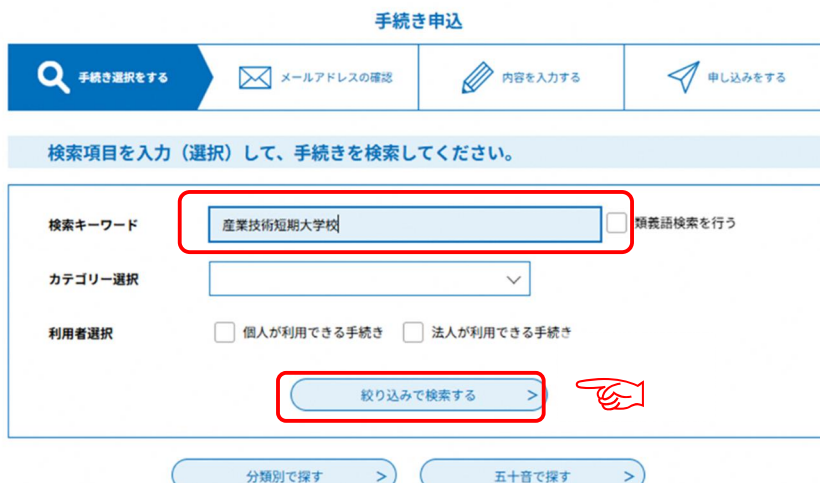 手続き申込
手続き選択をする
メールアドレスの確認
内容を入力する
申し込みをする
検索項目を入力（選択）して、手続きを検索してください。
検索キーワード
産業技術短期大学校
類義語検索を行う
カテゴリー選択
利用者選択
個人が利用できる手続き
法人が利用できる手続き
絞り込みで検索する >
分類別で探す >
五十音で探す >